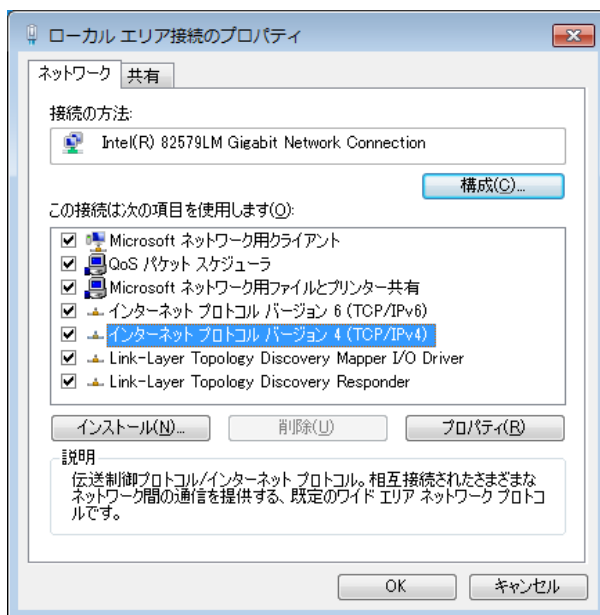 ローカル エリア接続のプロパティ
ネットワーク 共有
接続の方法:
Intel(R) 82579LM Gigabit Network Connection
構成(C)...
この接続は次の項目を使用します(O):
Microsoft ネットワーク用クライアント
QoS パケット スケジューラ
Microsoft ネットワーク用ファイルとプリンター共有
インターネット プロトコル バージョン 6 (TCP/IPv6)
インターネット プロトコル バージョン 4 (TCP/IPv4)
Link-Layer Topology Discovery Mapper I/O Driver
Link-Layer Topology Discovery Responder
インストール(N)... 削除(U) プロパティ(R)
説明
伝送制御プロトコル/インターネット プロトコル。相互接続されたさまざまな
ネットワーク間の通信を提供する、既定のワイド エリア ネットワーク プロトコ
ルです。
OK キャンセル